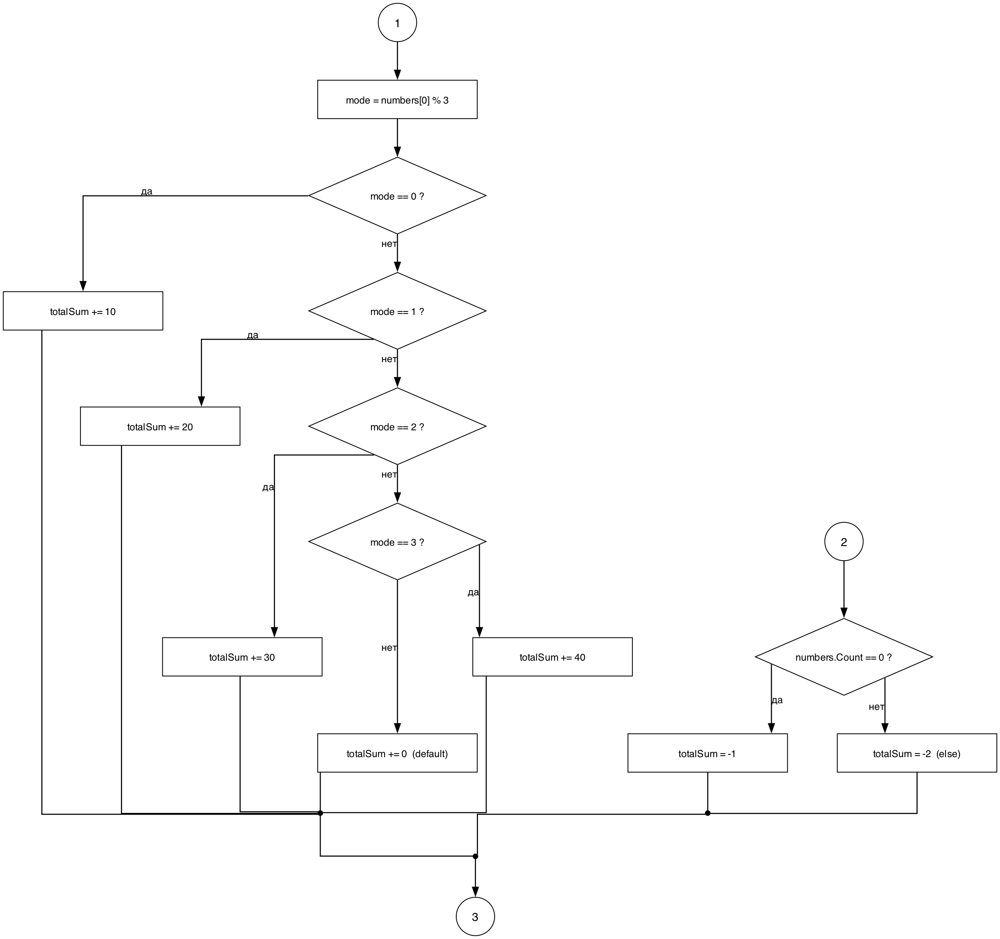 1
mode = numbers[0] % 3
mode == 0 ?
да
нет
totalSum += 10
mode == 1 ?
да
нет
totalSum += 20
mode == 2 ?
да
нет
mode == 3 ?
да
нет
totalSum += 30
totalSum += 40
totalSum += 0 (default)
2
numbers.Count == 0 ?
да
нет
totalSum = -1
totalSum = -2 (else)
3